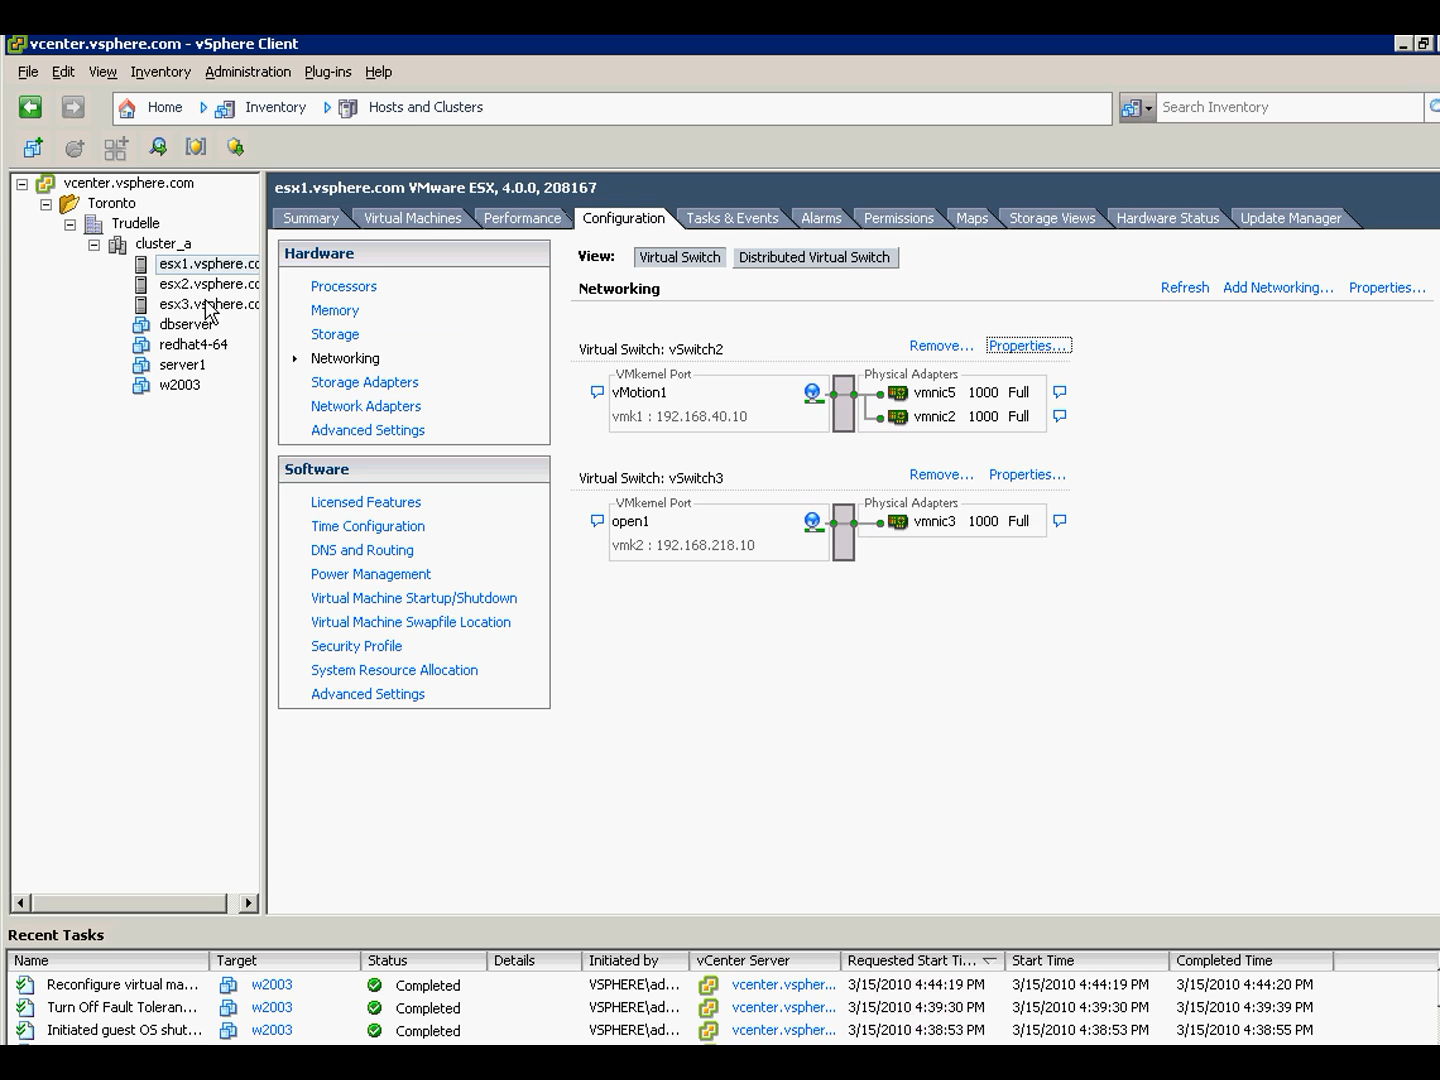 vcenter.vsphere.com - vSphere Client
File Edit View Inventory Administration Plug-ins Help
Home Inventory Hosts and Clusters Search Inventory
vcenter.vsphere.com
Toronto
Trudelle
cluster_a
esx1.vsphere.cc
esx2.vsphere.cc
esx3.vsphere.cc
dbserver
redhat4-64
server1
w2003
esx1.vsphere.com VMware ESX, 4.0.0, 208167
Summary Virtual Machines Performance Configuration Tasks & Events Alarms Permissions Maps Storage Views Hardware Status Update Manager
Hardware
Processors
Memory
Storage
Networking
Storage Adapters
Network Adapters
Advanced Settings
Software
Licensed Features
Time Configuration
DNS and Routing
Power Management
Virtual Machine Startup/Shutdown
Virtual Machine Swapfile Location
Security Profile
System Resource Allocation
Advanced Settings
View: Virtual Switch Distributed Virtual Switch
Networking Refresh Add Networking... Properties...
Virtual Switch: vSwitch2 Remove... Properties...
VMkernel Port Physical Adapters
vMotion1 vmnic5 1000 Full
vmk1 : 192.168.40.10 vmnic2 1000 Full
Virtual Switch: vSwitch3 Remove... Properties...
VMkernel Port Physical Adapters
open1 vmnic3 1000 Full
vmk2 : 192.168.218.10
Recent Tasks
Name Target Status Details Initiated by vCenter Server Requested Start Ti... Start Time Completed Time
Reconfigure virtual ma... w2003 Completed VSPHERE\ad... vcenter.vspher... 3/15/2010 4:44:19 PM 3/15/2010 4:44:19 PM 3/15/2010 4:44:20 PM
Turn Off Fault Toleran... w2003 Completed VSPHERE\ad... vcenter.vspher... 3/15/2010 4:39:30 PM 3/15/2010 4:39:30 PM 3/15/2010 4:39:39 PM
Initiated guest OS shut... w2003 Completed VSPHERE\ad... vcenter.vspher... 3/15/2010 4:38:53 PM 3/15/2010 4:38:53 PM 3/15/2010 4:38:55 PM